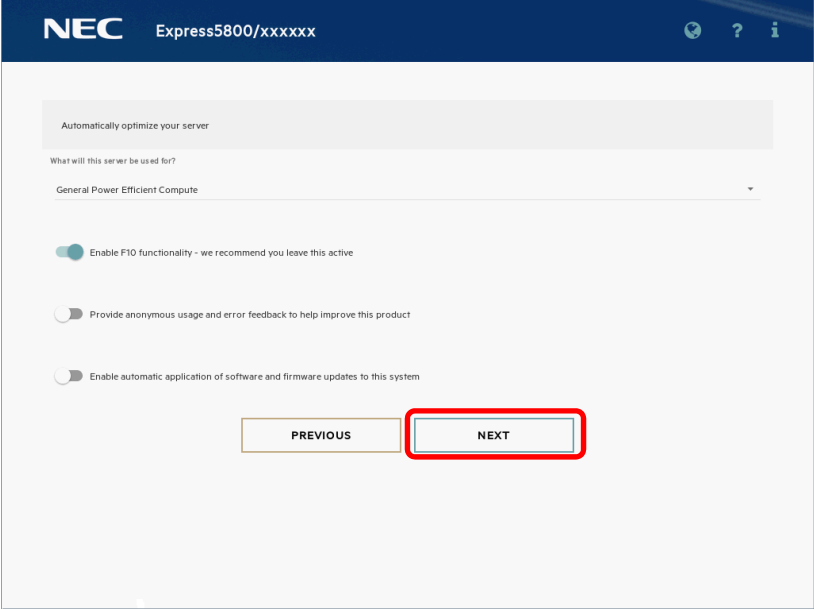 NEC Express5800/xxxxxx
Automatically optimize your server
What will this server be used for?
General Power Efficient Compute
Enable F10 functionality - we recommend you leave this active
Provide anonymous usage and error feedback to help improve this product
Enable automatic application of software and firmware updates to this system
PREVIOUS NEXT